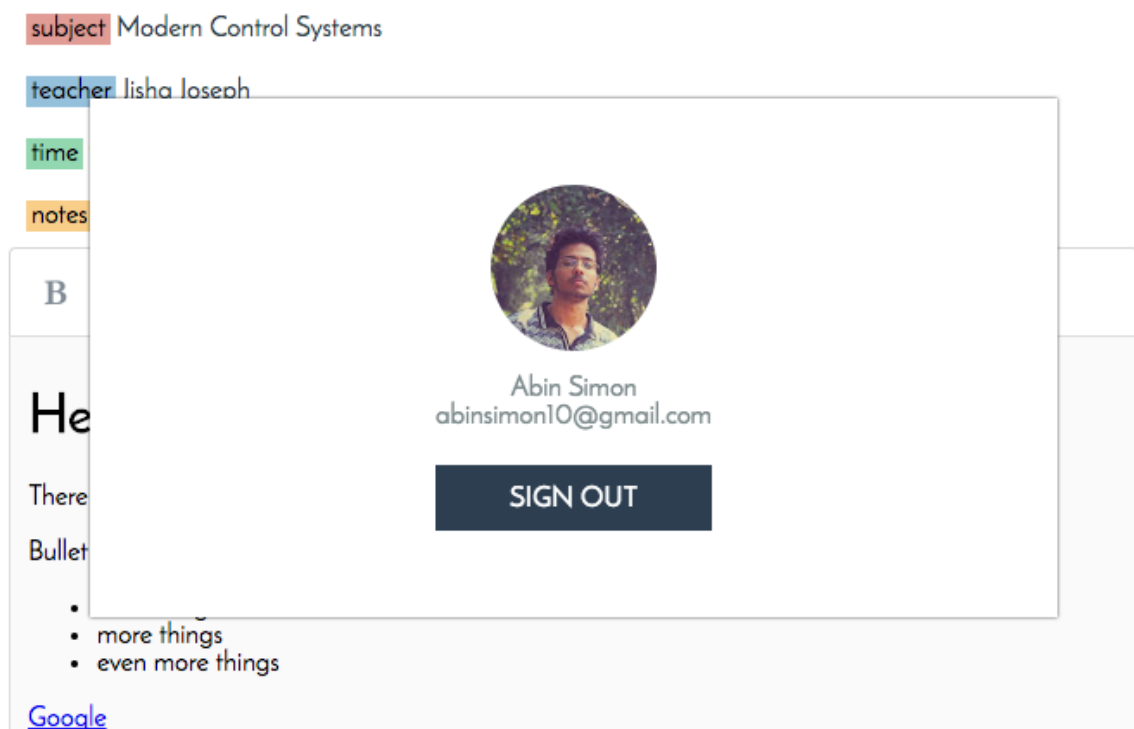 subject Modern Control Systems
teacher Jisha Joseph
time
notes
B
Abin Simon
abinsimon10@gmail.com
SIGN OUT
He
There
Bullet
• more things
• even more things
Google